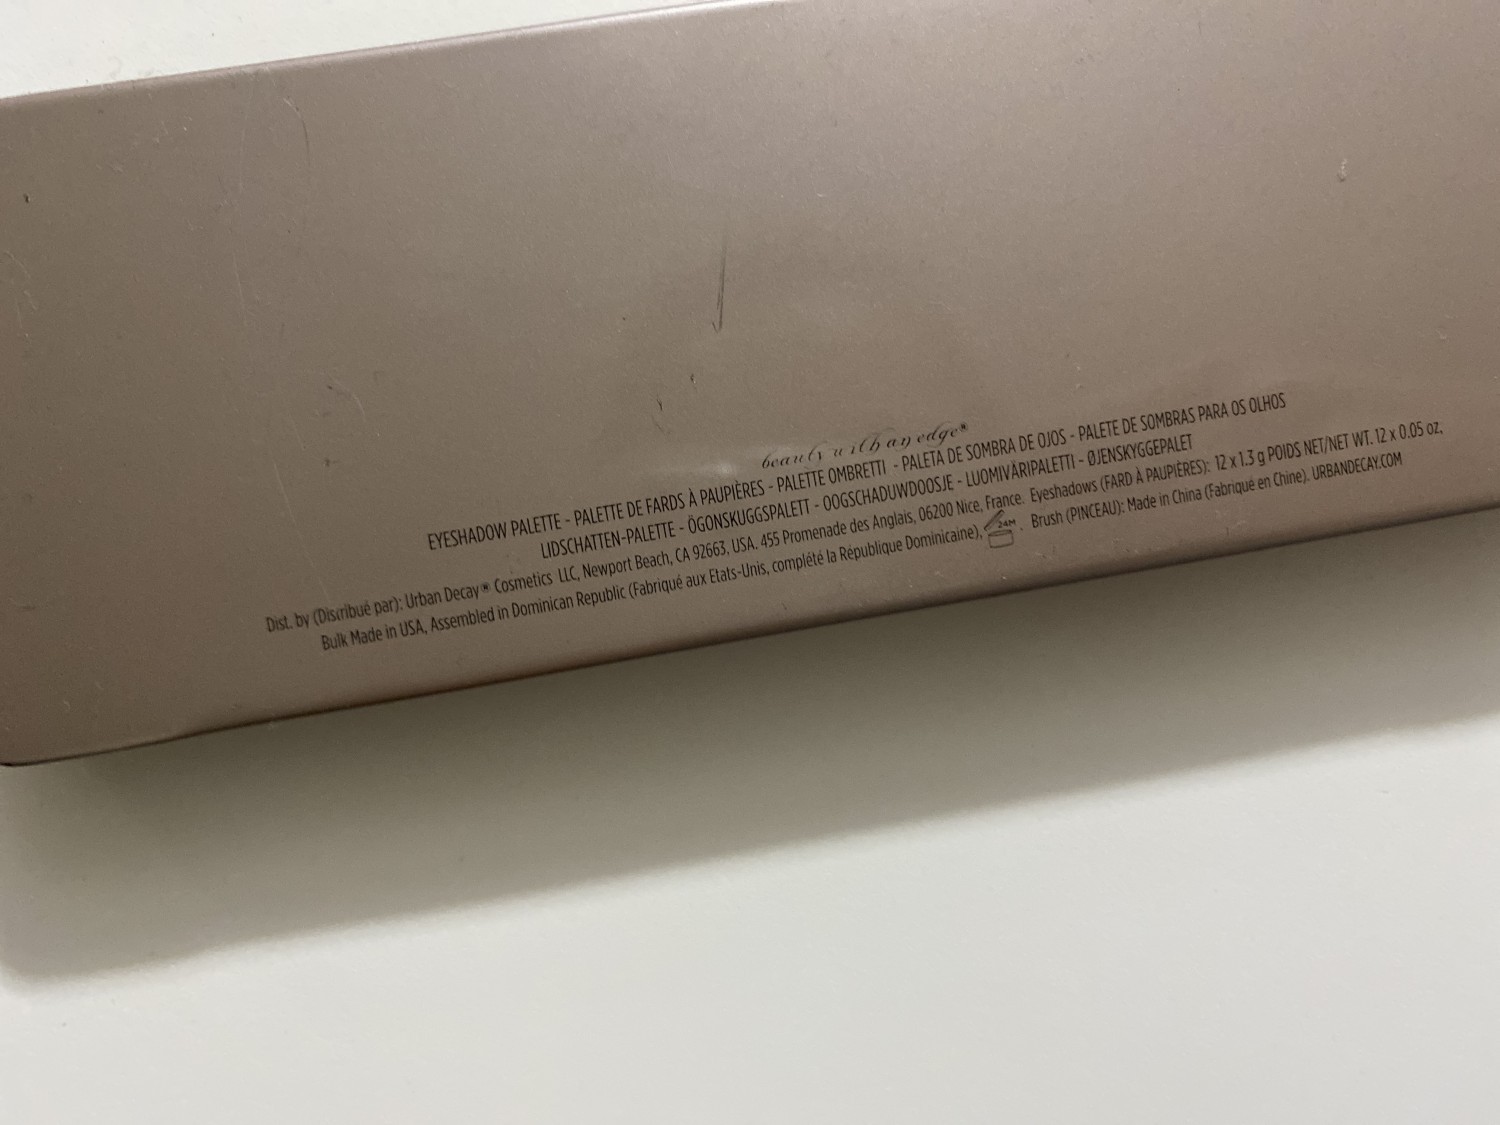 beauty with an edge®
EYESHADOW PALETTE - PALETTE DE FARDS À PAUPIÈRES - PALETTE OMBRETTI - PALETA DE SOMBRA DE OJOS - PALETE DE SOMBRAS PARA OS OLHOS
LIDSCHATTEN-PALETTE - ÖGONSKUGGSPALETT - OOGSCHADUWDOOSJE - LUOMIVÄRIPALETTI - ØJENSKYGGEPALET
Dist. by (Distribué par): Urban Decay® Cosmetics LLC, Newport Beach, CA 92663, USA. 455 Promenade des Anglais, 06200 Nice, France. Eyeshadows (FARD À PAUPIÈRES): 12 x 1.3 g POIDS NET/NET WT. 12 x 0.05 oz,
Bulk Made in USA, Assembled in Dominican Republic (Fabriqué aux Etats-Unis, complété la République Dominicaine), 24M . Brush (PINCEAU): Made in China (Fabriqué en Chine). URBANDECAY.COM